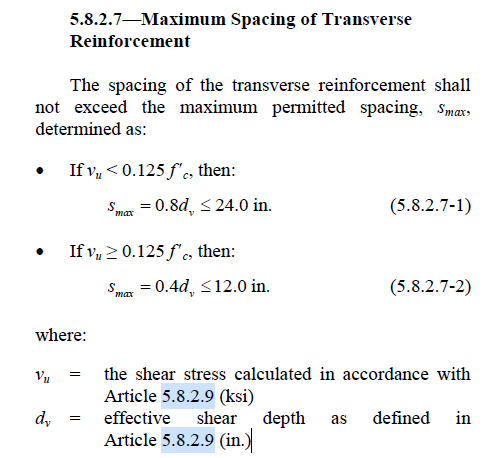 5.8.2.7—Maximum Spacing of Transverse
Reinforcement
The spacing of the transverse reinforcement shall
not exceed the maximum permitted spacing, smax,
determined as:
• If vu < 0.125 f′c, then:
smax = 0.8dv ≤ 24.0 in. (5.8.2.7-1)
• If vu ≥ 0.125 f′c, then:
smax = 0.4dv ≤ 12.0 in. (5.8.2.7-2)
where:
vu = the shear stress calculated in accordance with
Article 5.8.2.9 (ksi)
dv = effective shear depth as defined in
Article 5.8.2.9 (in.)